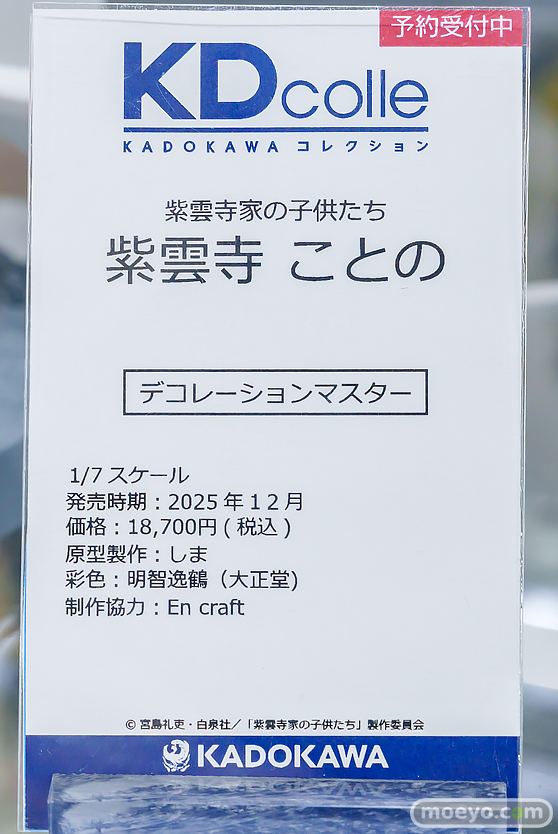 予約受付中
KDcolle
KADOKAWA コレクション
紫雲寺家の子供たち
紫雲寺 ことの
デコレーションマスター
1/7 スケール
発売時期：2025 年１２月
価格：18,700円 ( 税込 )
原型製作：しま
彩色：明智逸鶴（大正堂)
制作協力：En craft
© 宮島礼吏・白泉社／「紫雲寺家の子供たち」製作委員会
KADOKAWA
moeyo.com